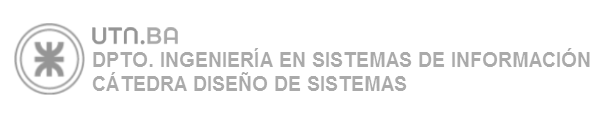 UTN.BA
DPTO. INGENIERÍA EN SISTEMAS DE INFORMACIÓN
CÁTEDRA DISEÑO DE SISTEMAS